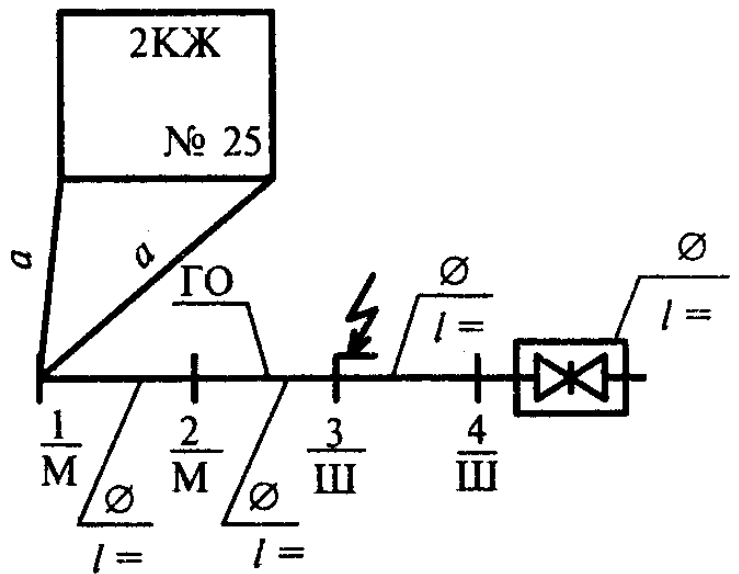 2КЖ
№ 25
a
a
ГО
Ø
l =
Ø
l =
1
М
2
М
3
Ш
4
Ш
Ø
l =
Ø
l =